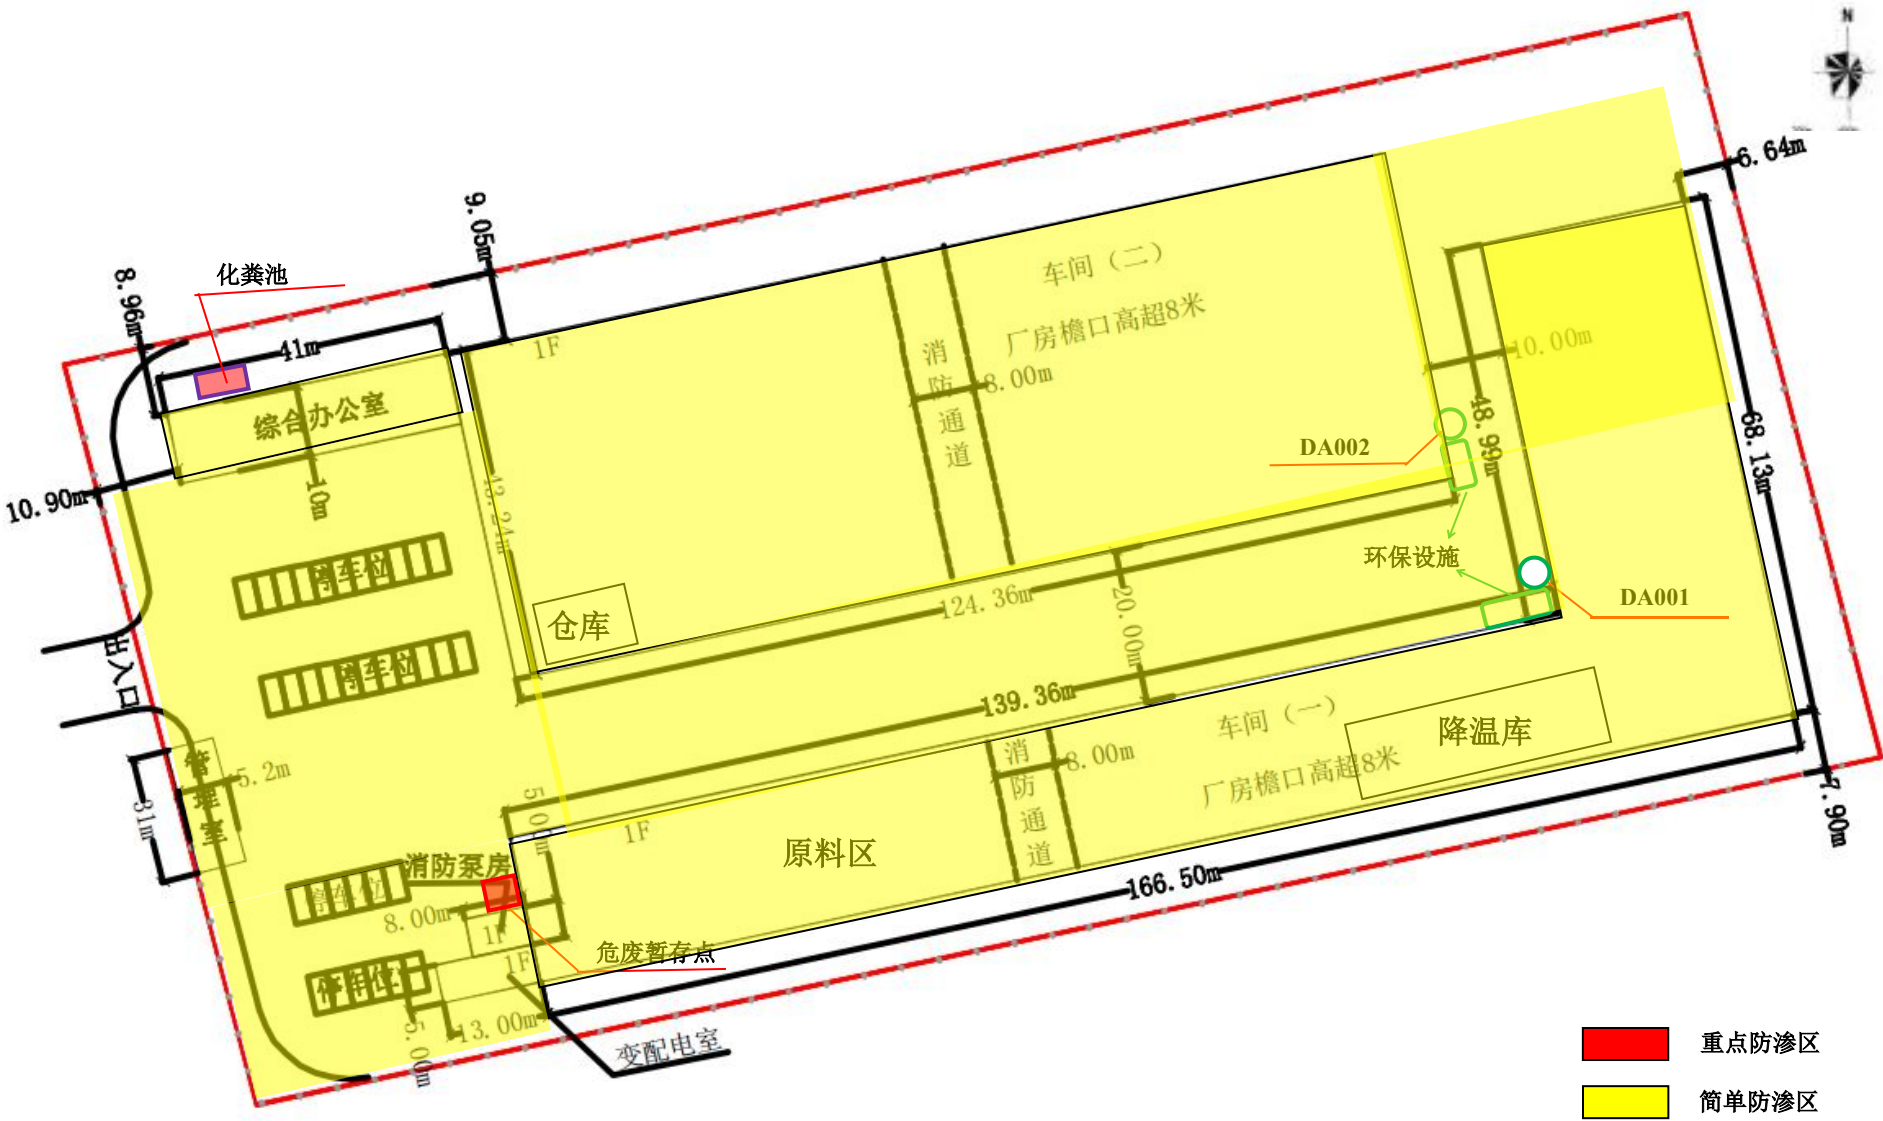 N
6.64m
9.05m
8.96m
化粪池
41m
综合办公室
10m
10.90m
1F
43.24m
消防通道
8.00m
车间（二）
厂房檐口高超8米
10.00m
48.99m
68.13m
DA002
环保设施
DA001
停车位
停车位
仓库
124.36m
20.00m
139.36m
出入口
管理室
5.2m
31m
5.00m
1F
消防泵房
停车位
8.00m
1F
1F
危废暂存点
停车位
5.00m
13.00m
变配电室
原料区
消防通道
8.00m
车间（一）
厂房檐口高超8米
降温库
166.50m
7.90m
重点防渗区
简单防渗区